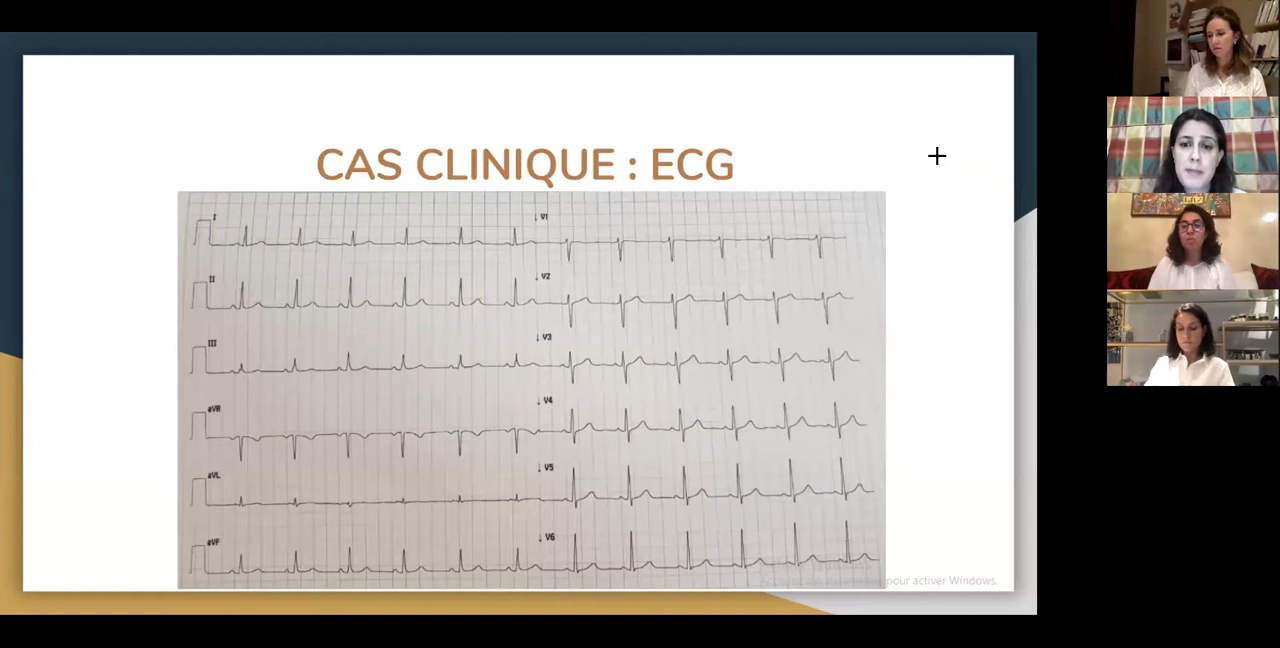 CAS CLINIQUE : ECG
I
V1
II
V2
III
V3
aVR
V4
aVL
V5
aVF
V6
pour activer Windows.